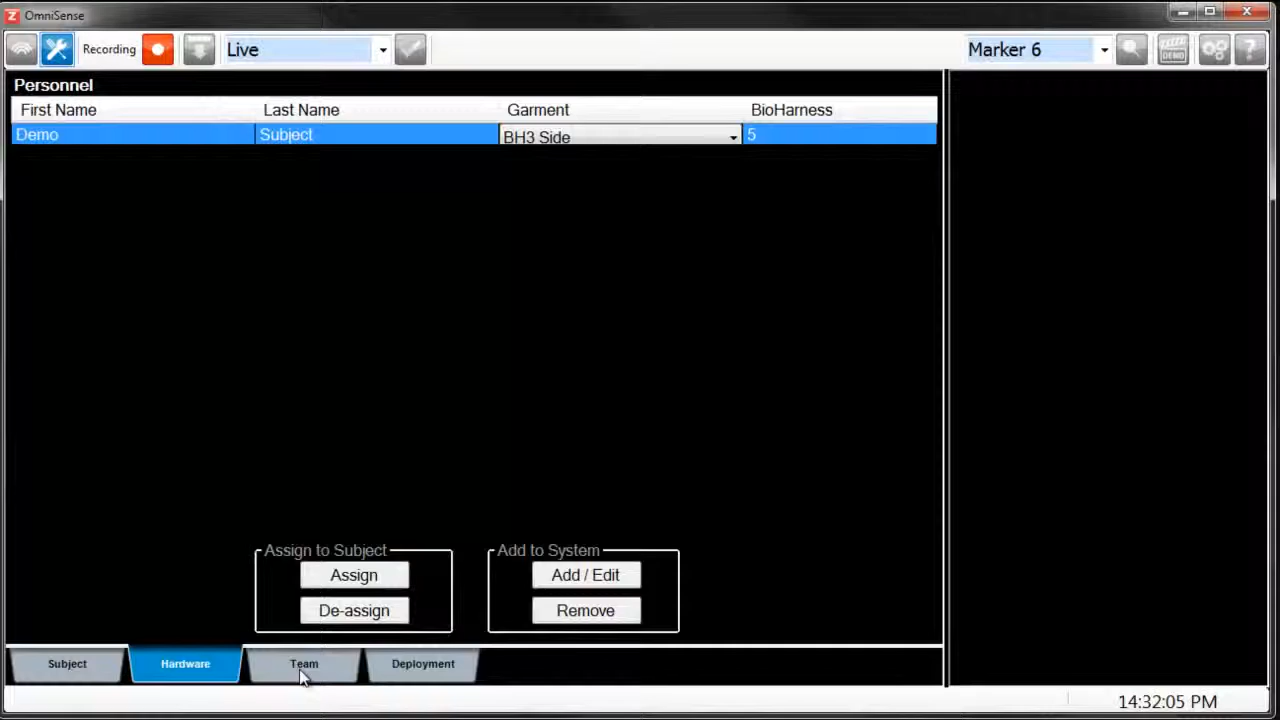 Z OmniSense
Recording Live Marker 6 DEMO ?
Personnel
First Name Last Name Garment BioHarness
Demo Subject BH3 Side 5
Assign to Subject Add to System
Assign Add / Edit
De-assign Remove
Subject Hardware Team Deployment
14:32:05 PM